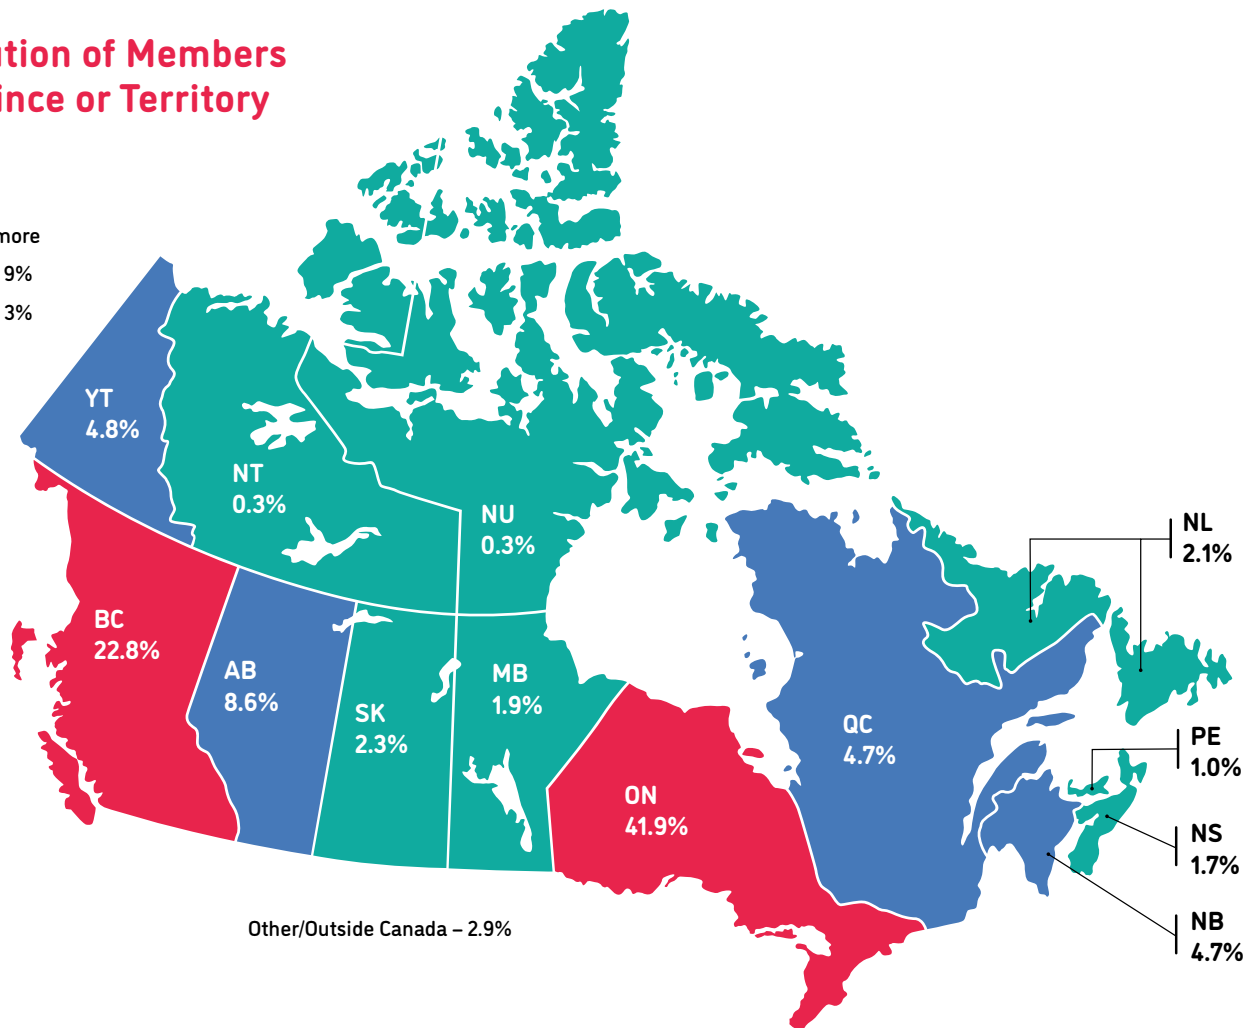 ution of Members
ince or Territory
more
9%
3%
YT
4.8%
NT
0.3%
NU
0.3%
NL
2.1%
BC
22.8%
AB
8.6%
SK
2.3%
MB
1.9%
QC
4.7%
PE
1.0%
ON
41.9%
NS
1.7%
NB
4.7%
Other/Outside Canada – 2.9%